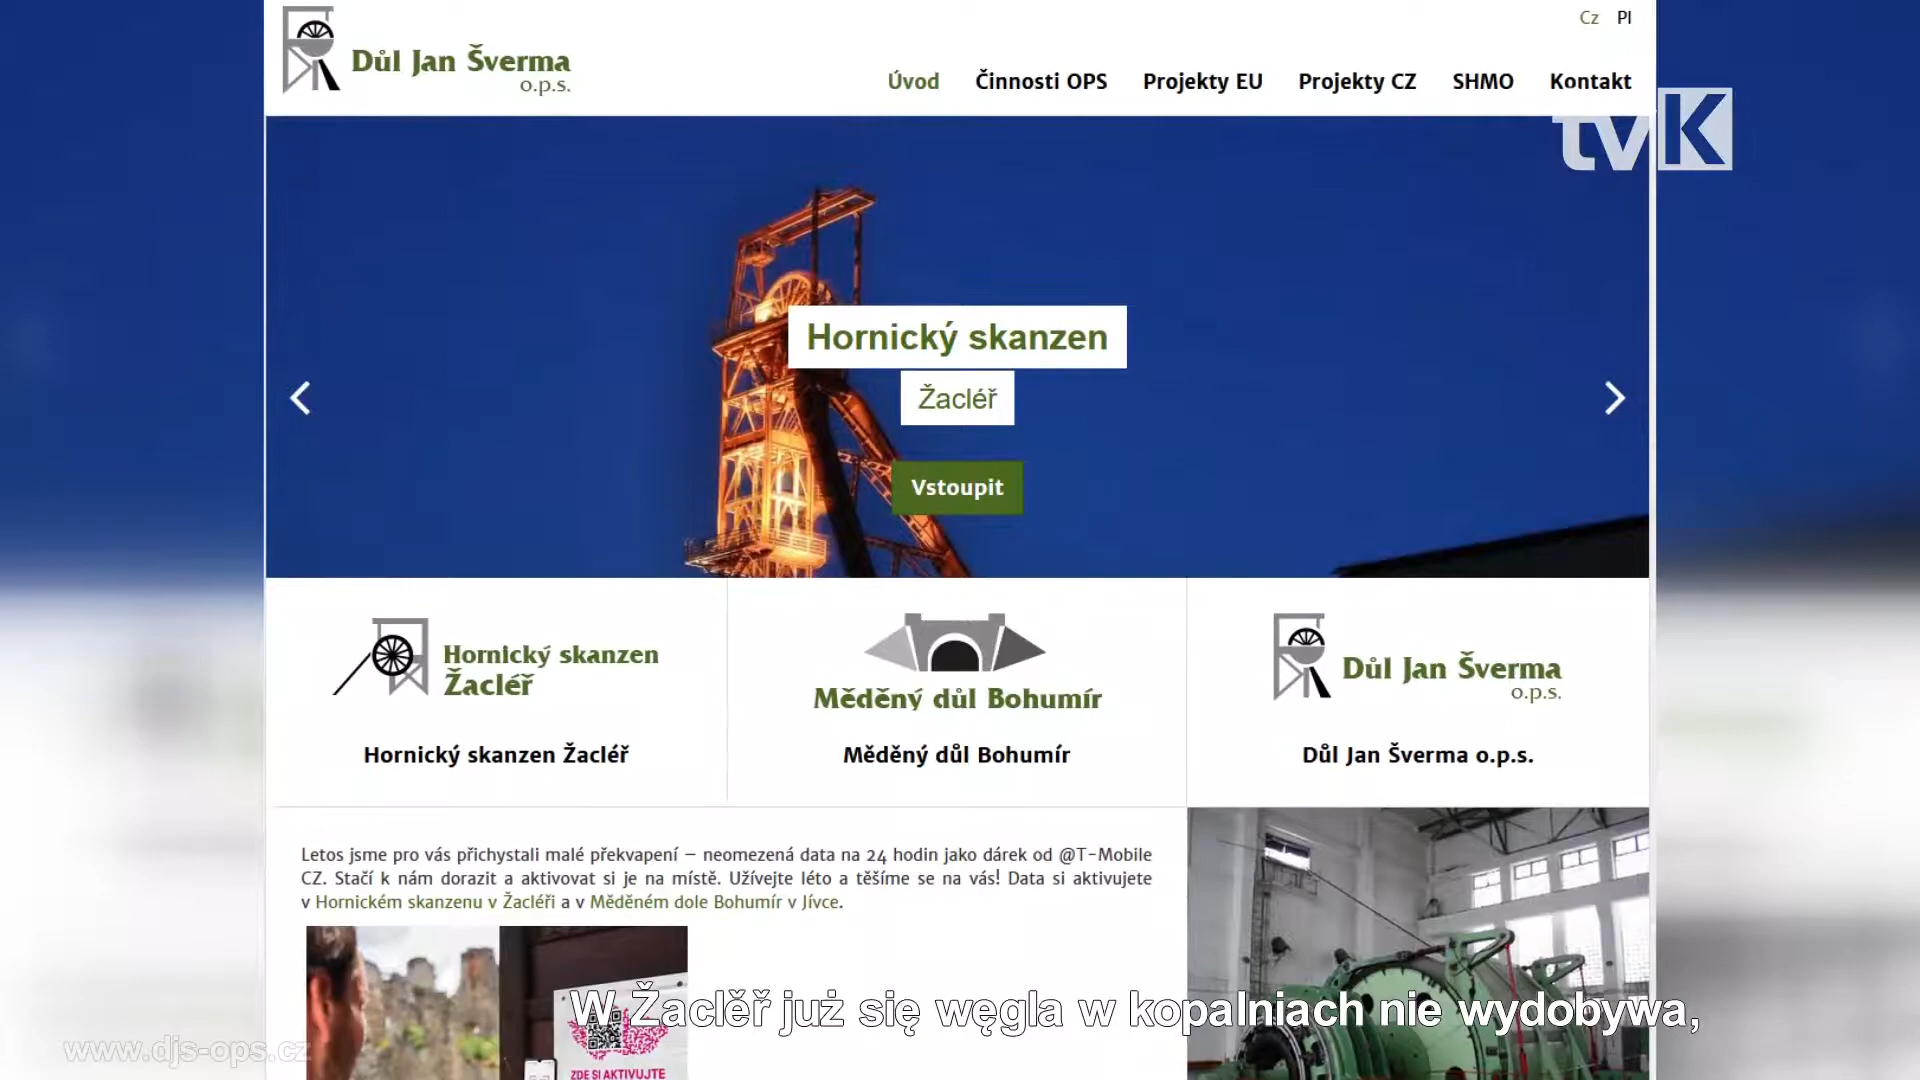 Cz Pl
Důl Jan Šverma
o.p.s.
Úvod Činnosti OPS Projekty EU Projekty CZ SHMO Kontakt
tvK
Hornický skanzen
Žacléř
Vstoupit
Hornický skanzen
Žacléř
Měděný důl Bohumír
Důl Jan Šverma
o.p.s.
Hornický skanzen Žacléř
Měděný důl Bohumír
Důl Jan Šverma o.p.s.
Letos jsme pro vás přichystali malé překvapení – neomezená data na 24 hodin jako dárek od @T-Mobile
CZ. Stačí k nám dorazit a aktivovat si je na místě. Užívejte léto a těšíme se na vás! Data si aktivujete
v Hornickém skanzenu v Žacléři a v Měděném dole Bohumír v Jívce.
W Žaclěř już się węgla w kopalniach nie wydobywa,
www.djs-ops.cz
ZDE SI AKTIVUJTE